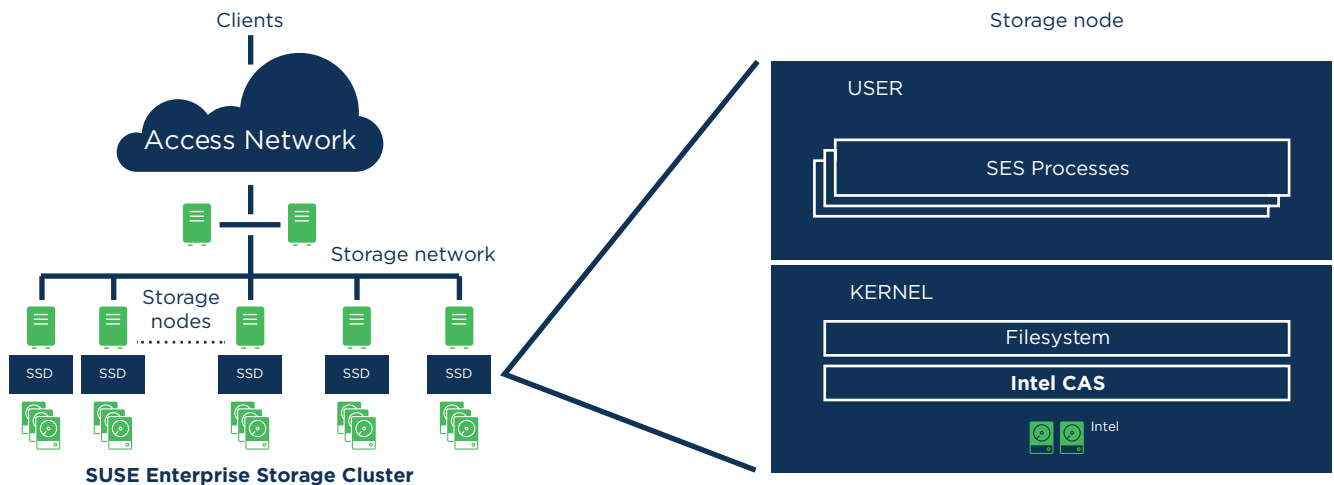 Clients
Access Network
Storage network
Storage
nodes
SSD
SSD
SSD
SSD
SSD
SUSE Enterprise Storage Cluster
Storage node
USER
SES Processes
KERNEL
Filesystem
Intel CAS
Intel